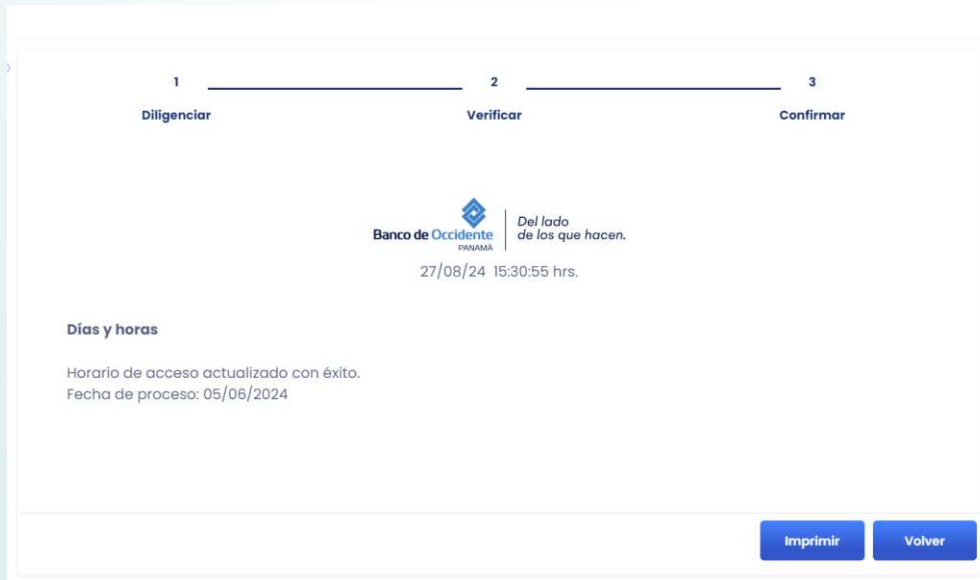 1
2
3
Diligenciar
Verificar
Confirmar
Banco de Occidente
PANAMÁ
Del lado
de los que hacen.
27/08/24 15:30:55 hrs.
Días y horas
Horario de acceso actualizado con éxito.
Fecha de proceso: 05/06/2024
Imprimir
Volver